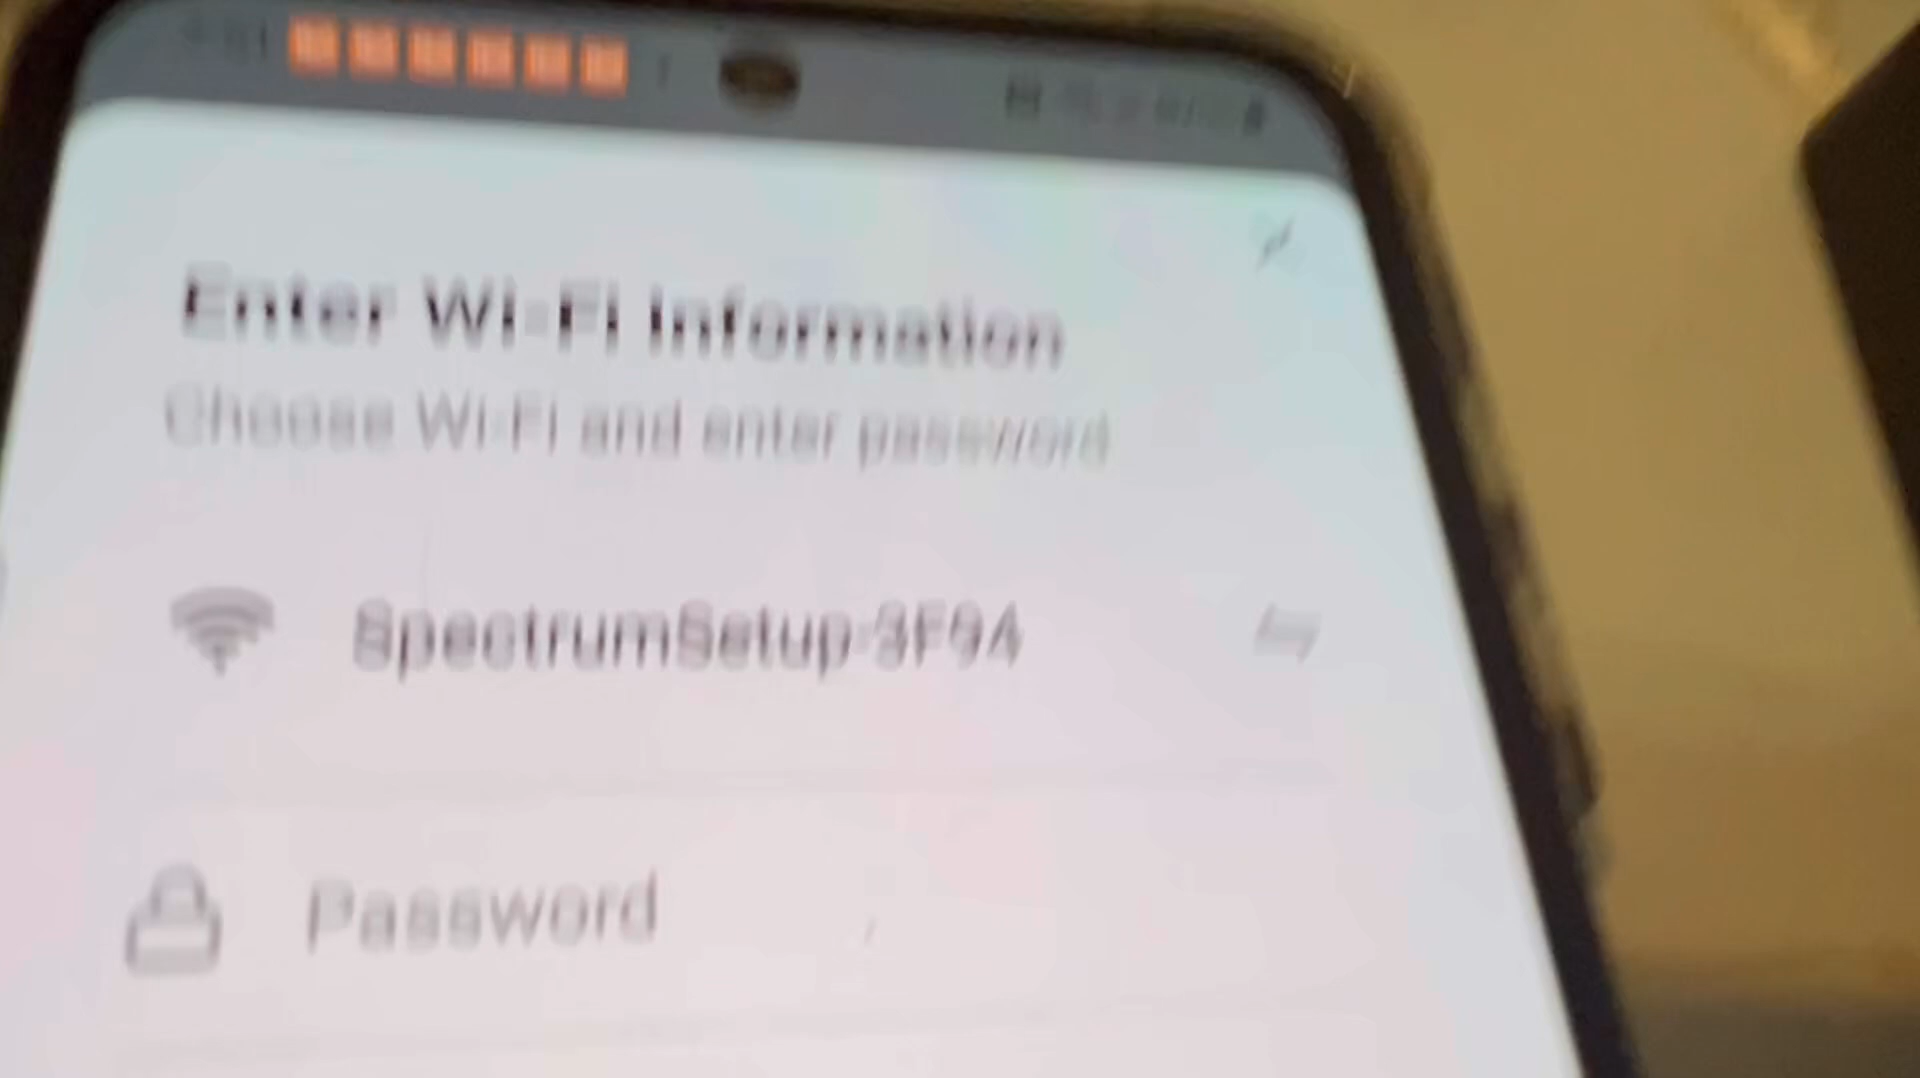 Enter Wi-Fi Information
Choose Wi-Fi and enter password
SpectrumSetup-3F94
Password